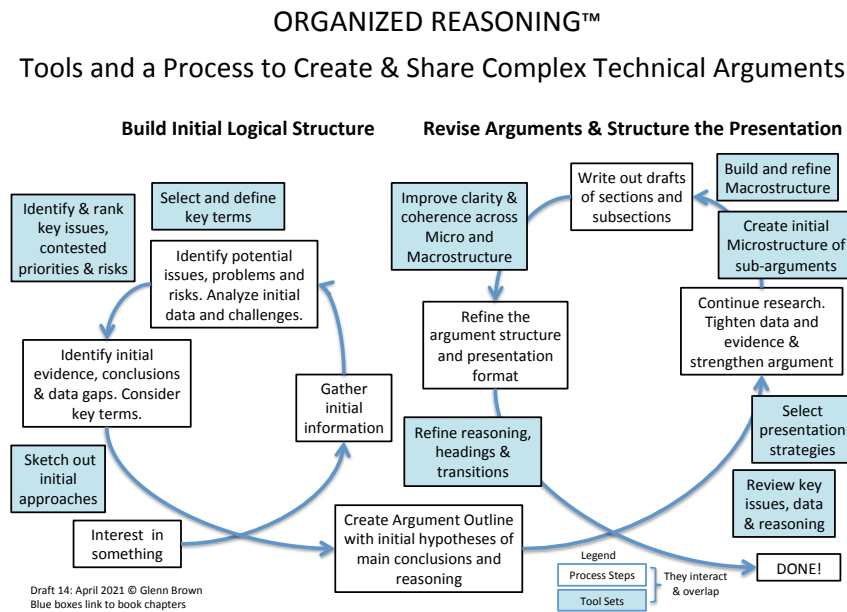 ORGANIZED REASONING™
Tools and a Process to Create & Share Complex Technical Arguments
Build Initial Logical Structure
Revise Arguments & Structure the Presentation
Identify & rank
key issues,
contested
priorities & risks
Select and define
key terms
Identify potential
issues, problems and
risks. Analyze initial
data and challenges.
Identify initial
evidence, conclusions
& data gaps. Consider
key terms.
Gather
initial
information
Sketch out
initial
approaches
Interest in
something
Create Argument Outline
with initial hypotheses of
main conclusions and
reasoning
Improve clarity &
coherence across
Micro and
Macrostructure
Write out drafts
of sections and
subsections
Build and refine
Macrostructure
Create initial
Microstructure of
sub-arguments
Continue research.
Tighten data and
evidence &
strengthen argument
Refine the
argument structure
and presentation
format
Refine reasoning,
headings &
transitions
Select
presentation
strategies
Review key
issues, data
& reasoning
DONE!
Legend
Process Steps
Tool Sets
They interact
& overlap
Draft 14: April 2021 © Glenn Brown
Blue boxes link to book chapters